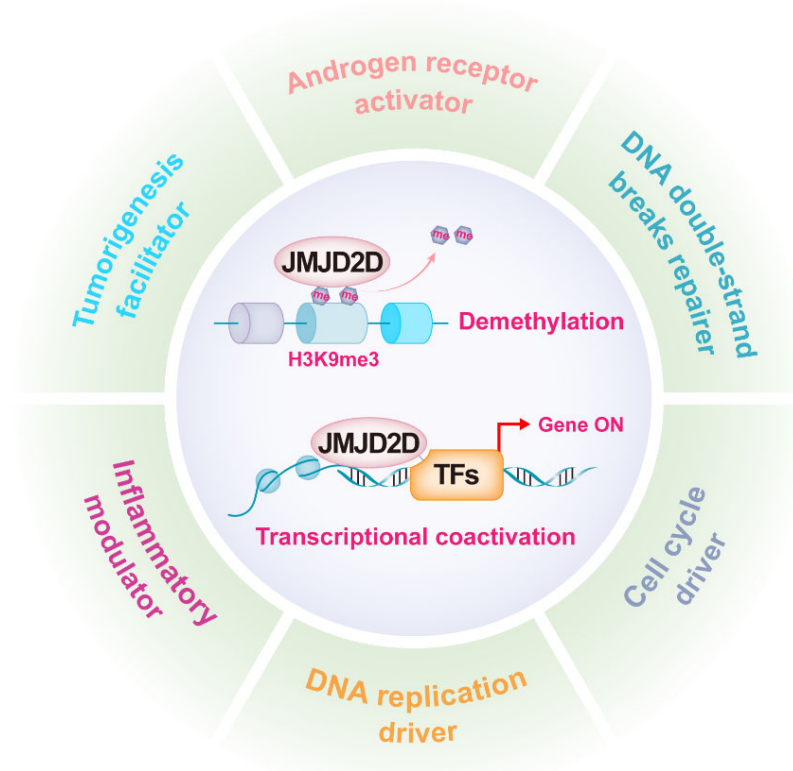 Androgen receptor
activator
DNA double-strand
breaks repairer
Cell cycle
driver
DNA replication
driver
Inflammatory
modulator
Tumorigenesis
facilitator
me me
JMJD2D
me me
Demethylation
H3K9me3
JMJD2D
Gene ON
TFs
Transcriptional coactivation